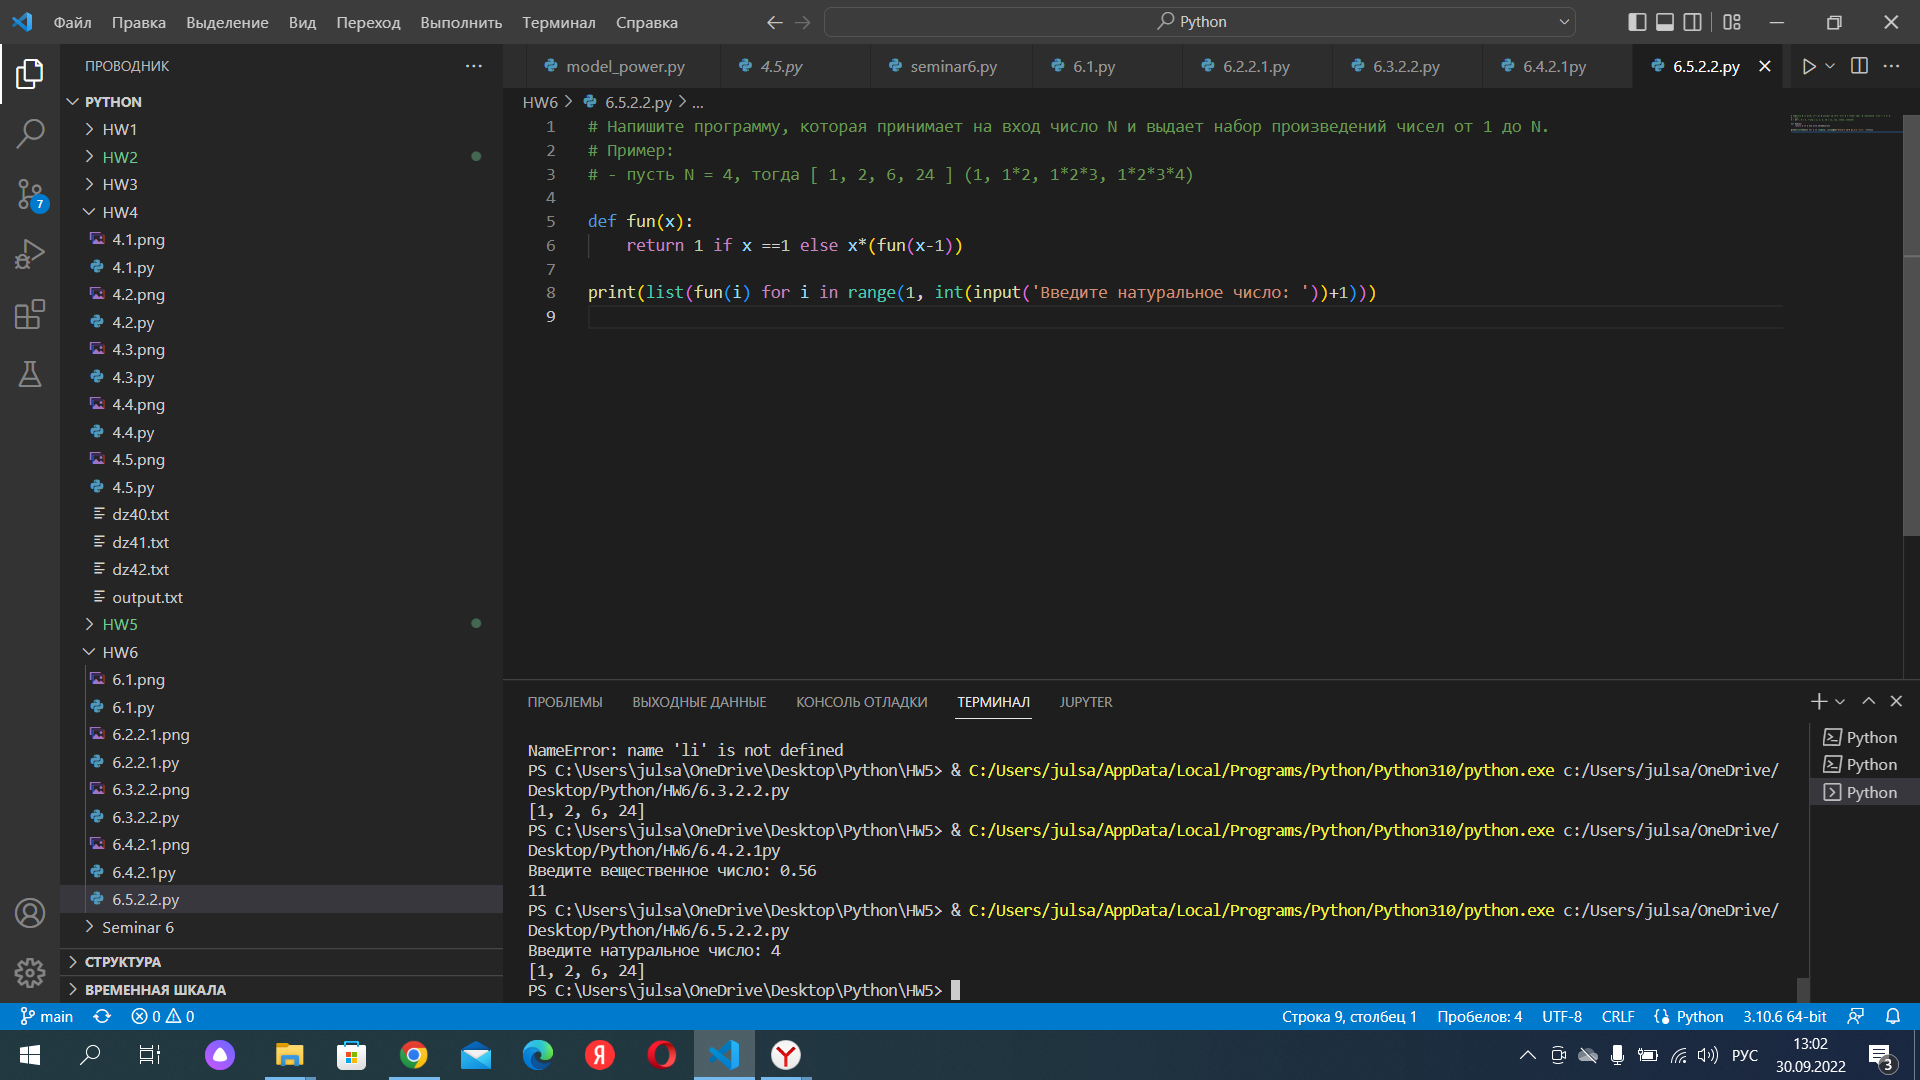 Файл Правка Выделение Вид Переход Выполнить Терминал Справка
Python
ПРОВОДНИК
PYTHON
HW1
HW2
HW3
HW4
4.1.png
4.1.py
4.2.png
4.2.py
4.3.png
4.3.py
4.4.png
4.4.py
4.5.png
4.5.py
dz40.txt
dz41.txt
dz42.txt
output.txt
HW5
HW6
6.1.png
6.1.py
6.2.2.1.png
6.2.2.1.py
6.3.2.2.png
6.3.2.2.py
6.4.2.1.png
6.4.2.1py
6.5.2.2.py
Seminar 6
СТРУКТУРА
ВРЕМЕННАЯ ШКАЛА
7
model_power.py 4.5.py seminar6.py 6.1.py 6.2.2.1.py 6.3.2.2.py 6.4.2.1py 6.5.2.2.py
HW6 > 6.5.2.2.py > ...
1 # Напишите программу, которая принимает на вход число N и выдает набор произведений чисел от 1 до N.
2 # Пример:
3 # - пусть N = 4, тогда [ 1, 2, 6, 24 ] (1, 1*2, 1*2*3, 1*2*3*4)
4
5 def fun(x):
6 return 1 if x ==1 else x*(fun(x-1))
7
8 print(list(fun(i) for i in range(1, int(input('Введите натуральное число: '))+1)))
9
ПРОБЛЕМЫ ВЫХОДНЫЕ ДАННЫЕ КОНСОЛЬ ОТЛАДКИ ТЕРМИНАЛ JUPYTER
NameError: name 'li' is not defined
PS C:\Users\julsa\OneDrive\Desktop\Python\HW5> & C:/Users/julsa/AppData/Local/Programs/Python/Python310/python.exe c:/Users/julsa/OneDrive/
Desktop/Python/HW6/6.3.2.2.py
[1, 2, 6, 24]
PS C:\Users\julsa\OneDrive\Desktop\Python\HW5> & C:/Users/julsa/AppData/Local/Programs/Python/Python310/python.exe c:/Users/julsa/OneDrive/
Desktop/Python/HW6/6.4.2.1py
Введите вещественное число: 0.56
11
PS C:\Users\julsa\OneDrive\Desktop\Python\HW5> & C:/Users/julsa/AppData/Local/Programs/Python/Python310/python.exe c:/Users/julsa/OneDrive/
Desktop/Python/HW6/6.5.2.2.py
Введите натуральное число: 4
[1, 2, 6, 24]
PS C:\Users\julsa\OneDrive\Desktop\Python\HW5>
Python
Python
Python
main 0 0 Строка 9, столбец 1 Пробелов: 4 UTF-8 CRLF Python 3.10.6 64-bit
РУС
13:02
30.09.2022
3